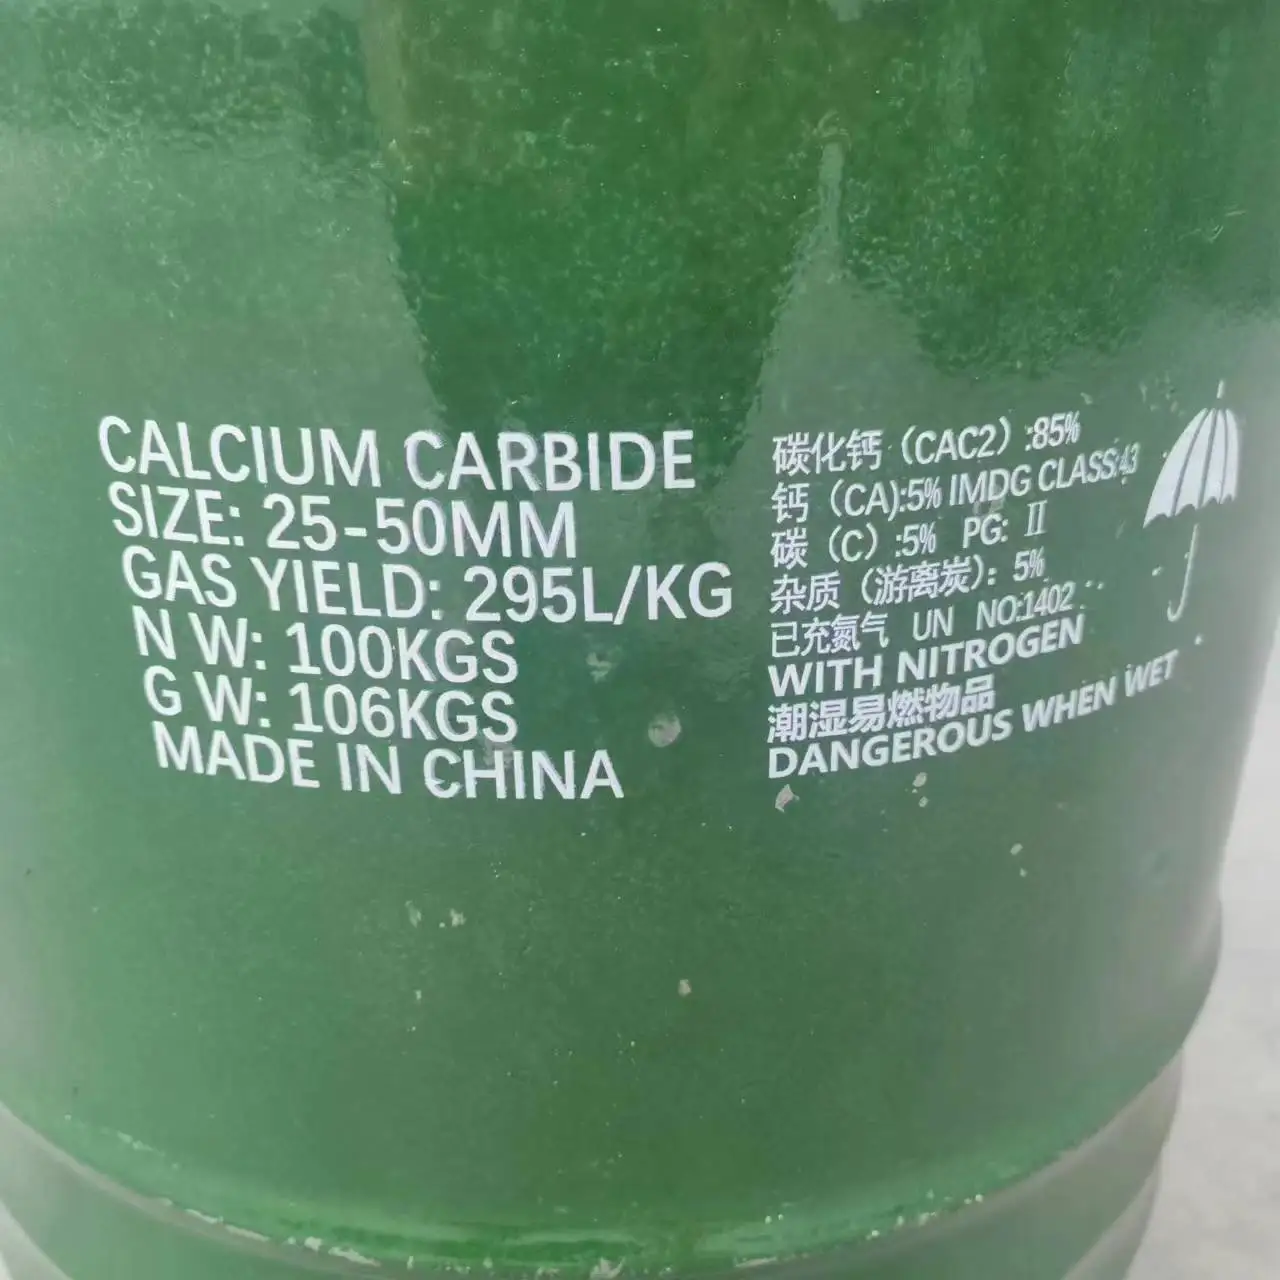 CALCIUM CARBIDE
SIZE: 25-50MM
GAS YIELD: 295L/KG
N W: 100KGS
G W: 106KGS
MADE IN CHINA
碳化钙（CAC2）:85%
钙（CA):5% IMDG CLASS:4.3
碳（C）:5% PG: Ⅱ
杂质（游离炭）：5%
已充氮气 UN NO:1402
WITH NITROGEN
潮湿易燃物品
DANGEROUS WHEN WET